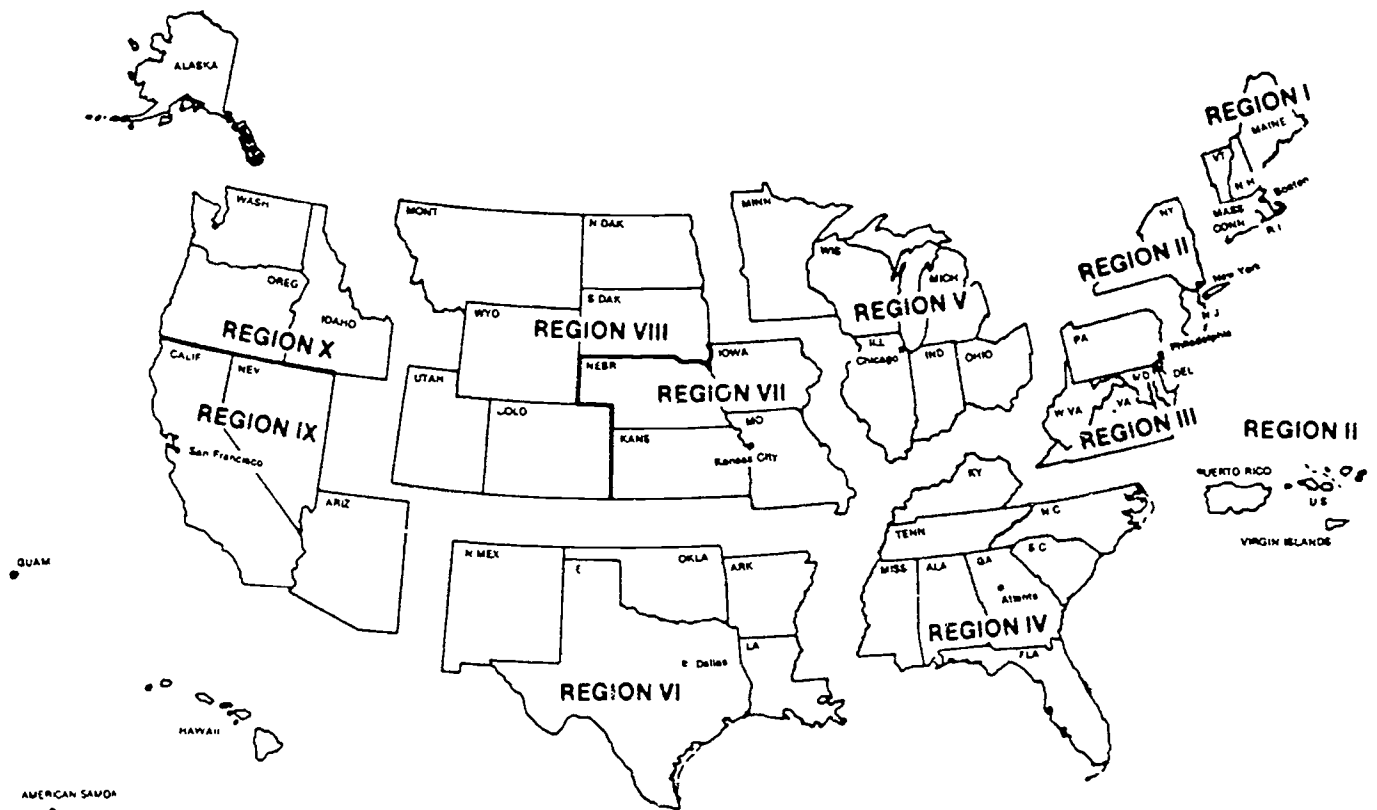 ALASKA
REGION I
MAINE
VT
N H
Boston
MASS
CONN
R I
WASH
MONT
N DAK
MINN
NY
WIS
REGION II
New York
OREG
MICH
S DAK
REGION V
WYO
N J
IDAHO
REGION VIII
REGION X
PA
Philadelphia
ILL
IOWA
CALIF
NEV
NEBR
Chicago
IND
OHIO
UTAH
MD
DEL
REGION VII
W VA
VA
REGION IX
COLO
MO
REGION III
REGION II
KANS
San Francisco
Kansas City
KY
PUERTO RICO
US
ARIZ
N C
TENN
VIRGIN ISLANDS
N MEX
OKLA
ARK
MISS
ALA
GA
S C
GUAM
Atlanta
REGION IV
LA
FLA
Dallas
REGION VI
HAWAII
AMERICAN SAMOA